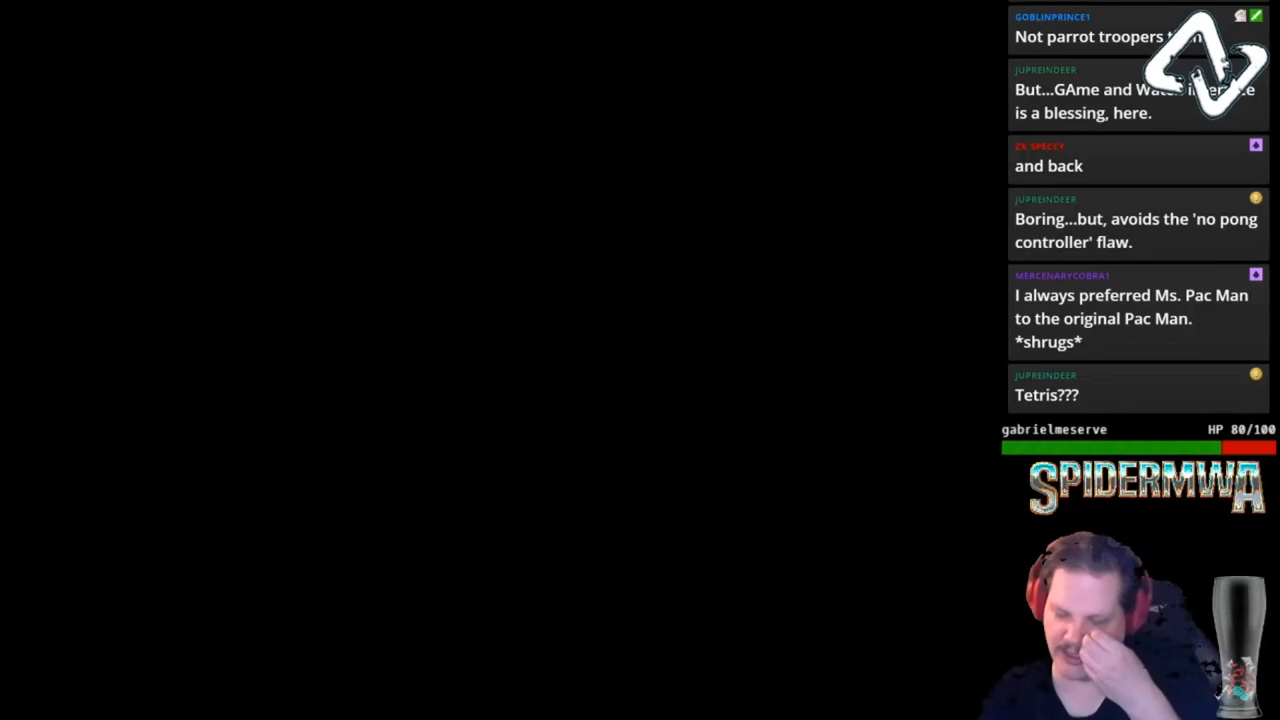 GOBLINPRINCE1
Not parrot troopers
JUPREINDEER
But...GAme and
is a blessing, here.
ZX SPECCY
and back
JUPREINDEER
Boring...but, avoids the 'no pong
controller' flaw.
MERCENARYCOBRA1
I always preferred Ms. Pac Man
to the original Pac Man.
*shrugs*
JUPREINDEER
Tetris???
gabrielmeserve HP 80/100
SPIDERMWA